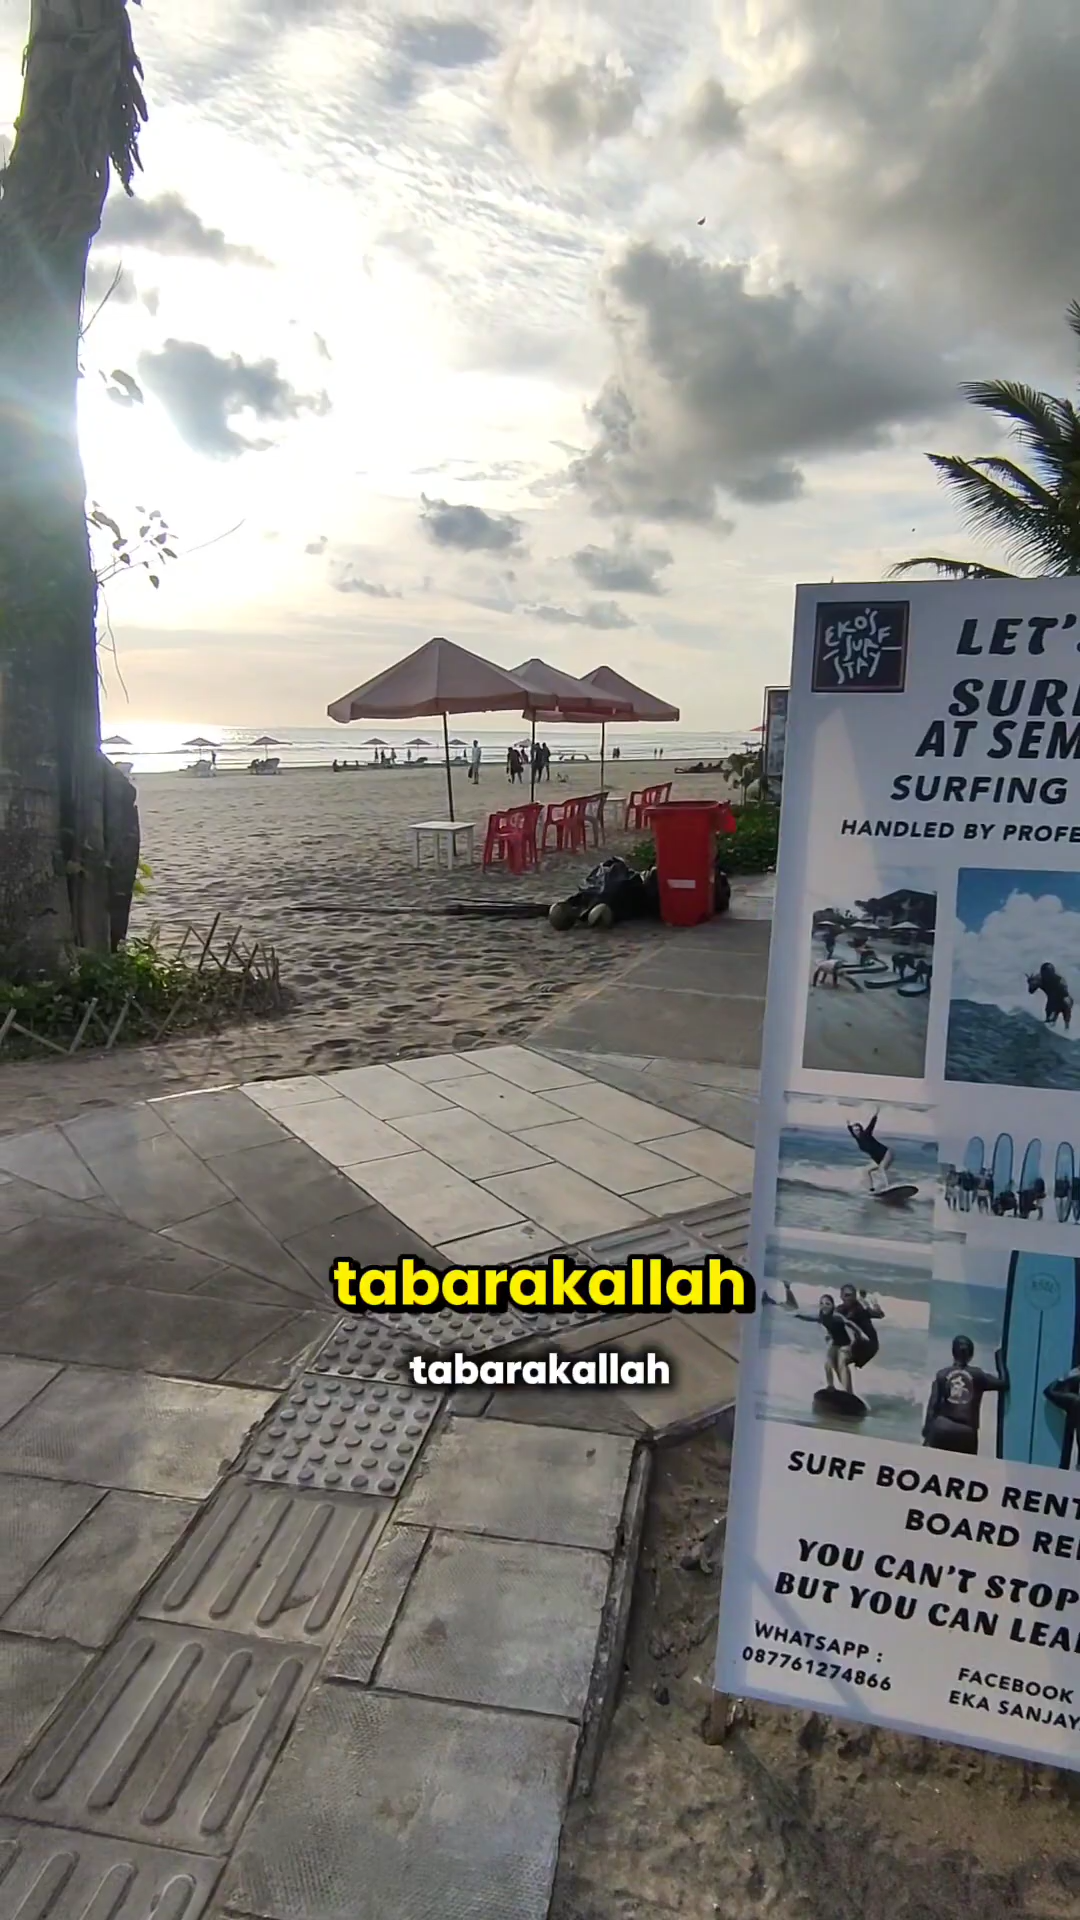 EKO'S
SURF
STAY
LET'S
SURF
AT SEM
SURFING
HANDLED BY PROFE
tabarakallah
tabarakallah
SURF BOARD RENT
BOARD RE
YOU CAN'T STOP
BUT YOU CAN LEA
WHATSAPP :
087761274866
FACEBOOK
EKA SANJAY